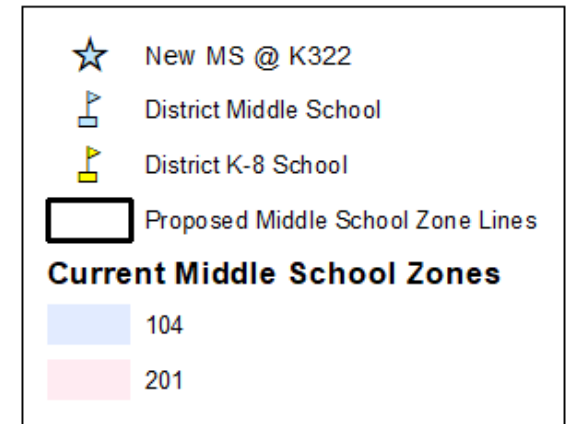 New MS @ K322
District Middle School
District K-8 School
Proposed Middle School Zone Lines
Current Middle School Zones
104
201